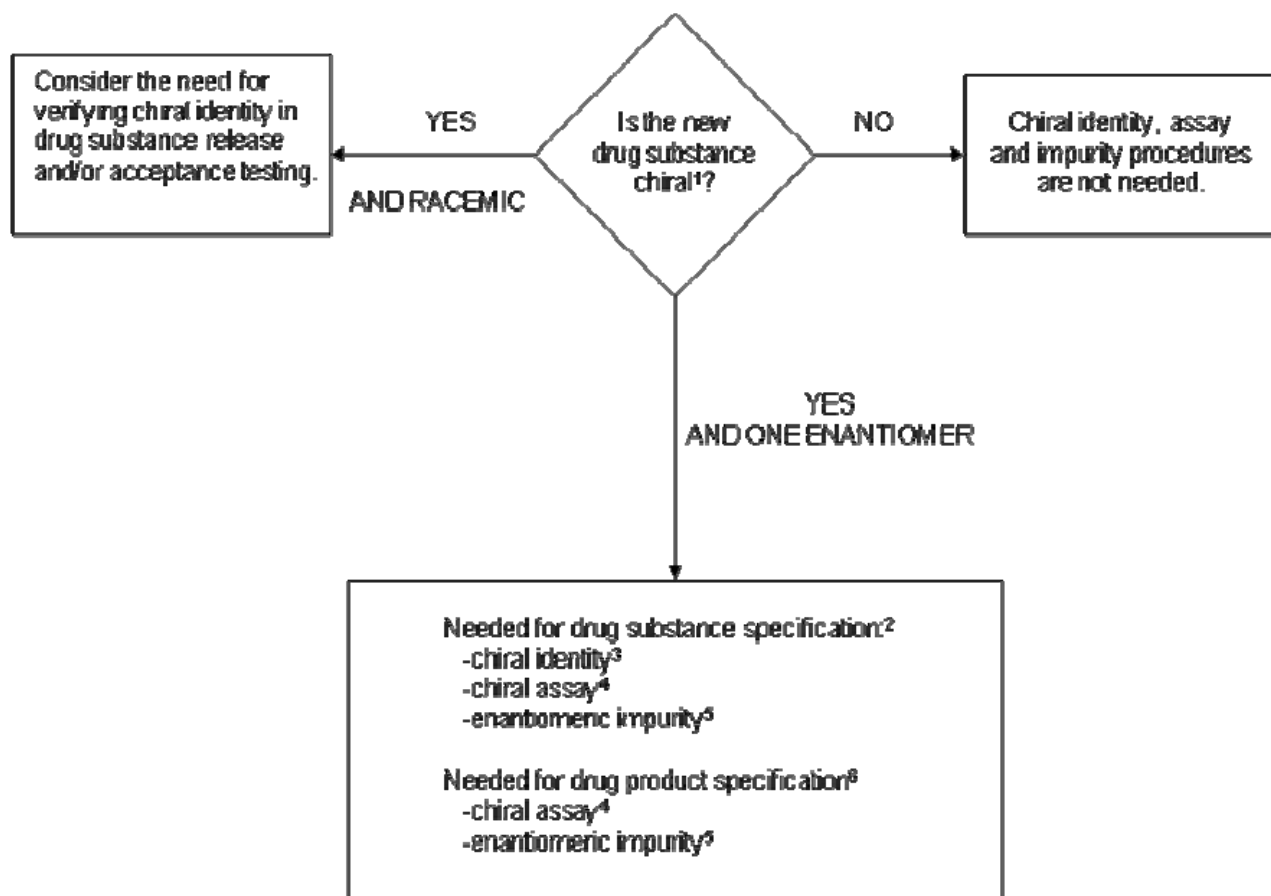 Consider the need for
verifying chiral identity in
drug substance release
and/or acceptance testing.
YES
AND RACEMIC
Is the new
drug substance
chiral¹?
NO
Chiral identity, assay
and impurity procedures
are not needed.
YES
AND ONE ENANTIOMER
Needed for drug substance specification:²
-chiral identity³
-chiral assay⁴
-enantiomeric impurity⁵
Needed for drug product specification⁶
-chiral assay⁴
-enantiomeric impurity⁵